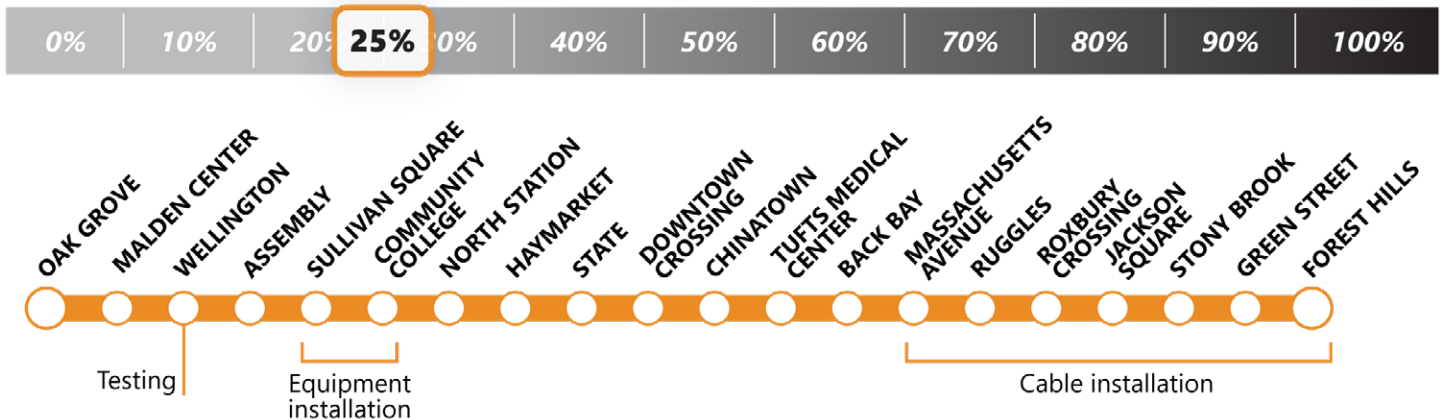 0% 10% 20% 25% 30% 40% 50% 60% 70% 80% 90% 100%
OAK GROVE
MALDEN CENTER
WELLINGTON
ASSEMBLY
SULLIVAN SQUARE
COMMUNITY
COLLEGE
NORTH STATION
HAYMARKET
STATE
DOWNTOWN
CROSSING
CHINATOWN
TUFTS MEDICAL
CENTER
BACK BAY
MASSACHUSETTS
AVENUE
RUGGLES
ROXBURY
CROSSING
JACKSON
SQUARE
STONY BROOK
GREEN STREET
FOREST HILLS
Testing
Equipment
installation
Cable installation